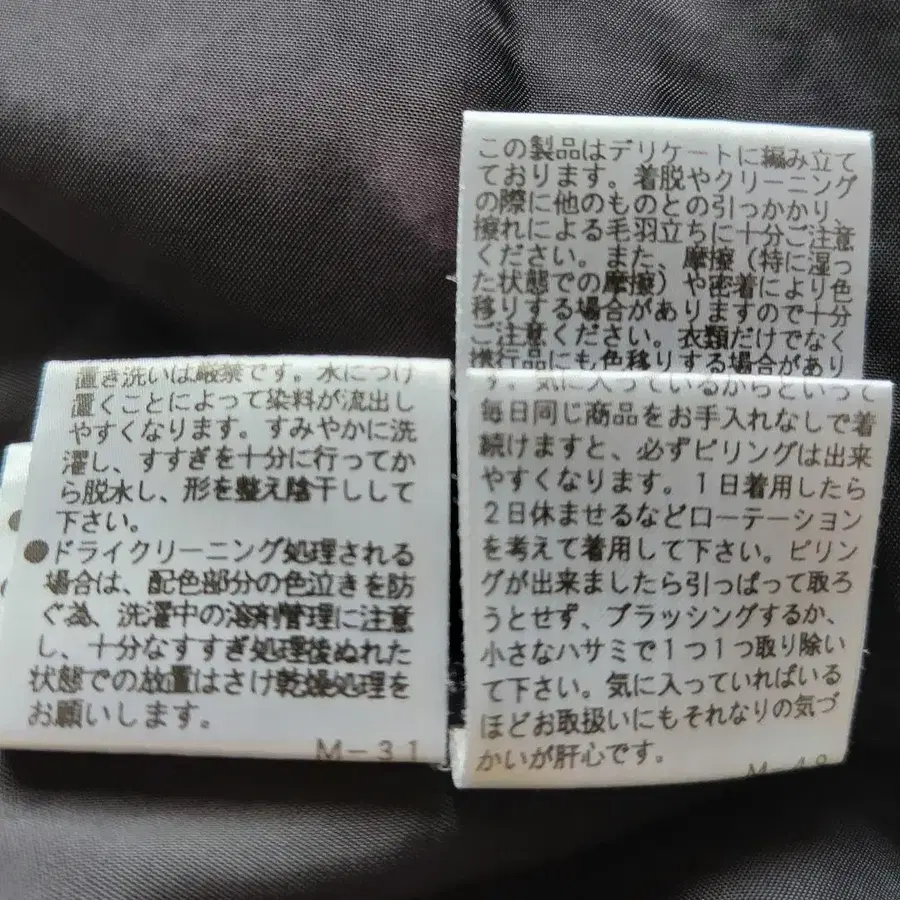 この製品はデリケートに編み立て
ております。着脱やクリーニング
の際に他のものとの引っかかり、
擦れによる毛羽立ちに十分ご注意
ください。また、摩擦（特に湿っ
た状態での摩擦）や密着により色
移りする場合がありますので十分
ご注意ください。衣類だけでなく
携行品にも色移りする場合があり
す。気に入っているからといって
毎日同じ商品をお手入れなしで着
続けますと、必ずピリングは出来
やすくなります。1日着用したら
2日休ませるなどローテーション
を考えて着用して下さい。ピリン
グが出来ましたら引っぱって取ろ
うとせず、ブラッシングするか、
小さなハサミで1つ1つ取り除い
て下さい。気に入っていればいる
ほどお取扱いにもそれなりの気づ
かいが肝心です。
M-48
置き洗いは厳禁です。水につけ
置くことによって染料が流出し
やすくなります。すみやかに洗
濯し、すすぎを十分に行ってか
ら脱水し、形を整え陰干しして
下さい。
●ドライクリーニング処理される
場合は、配色部分の色泣きを防
ぐ為、洗濯中の溶剤管理に注意
し、十分なすすぎ処理後ぬれた
状態での放置はさけ乾燥処理を
お願いします。
M-31